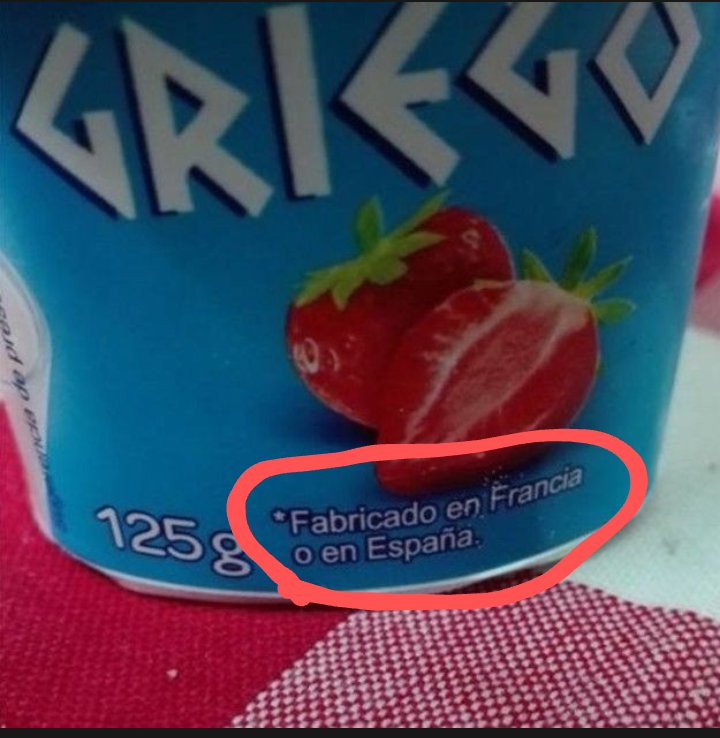 GRIEGO
125g
*Fabricado en Francia
o en España.